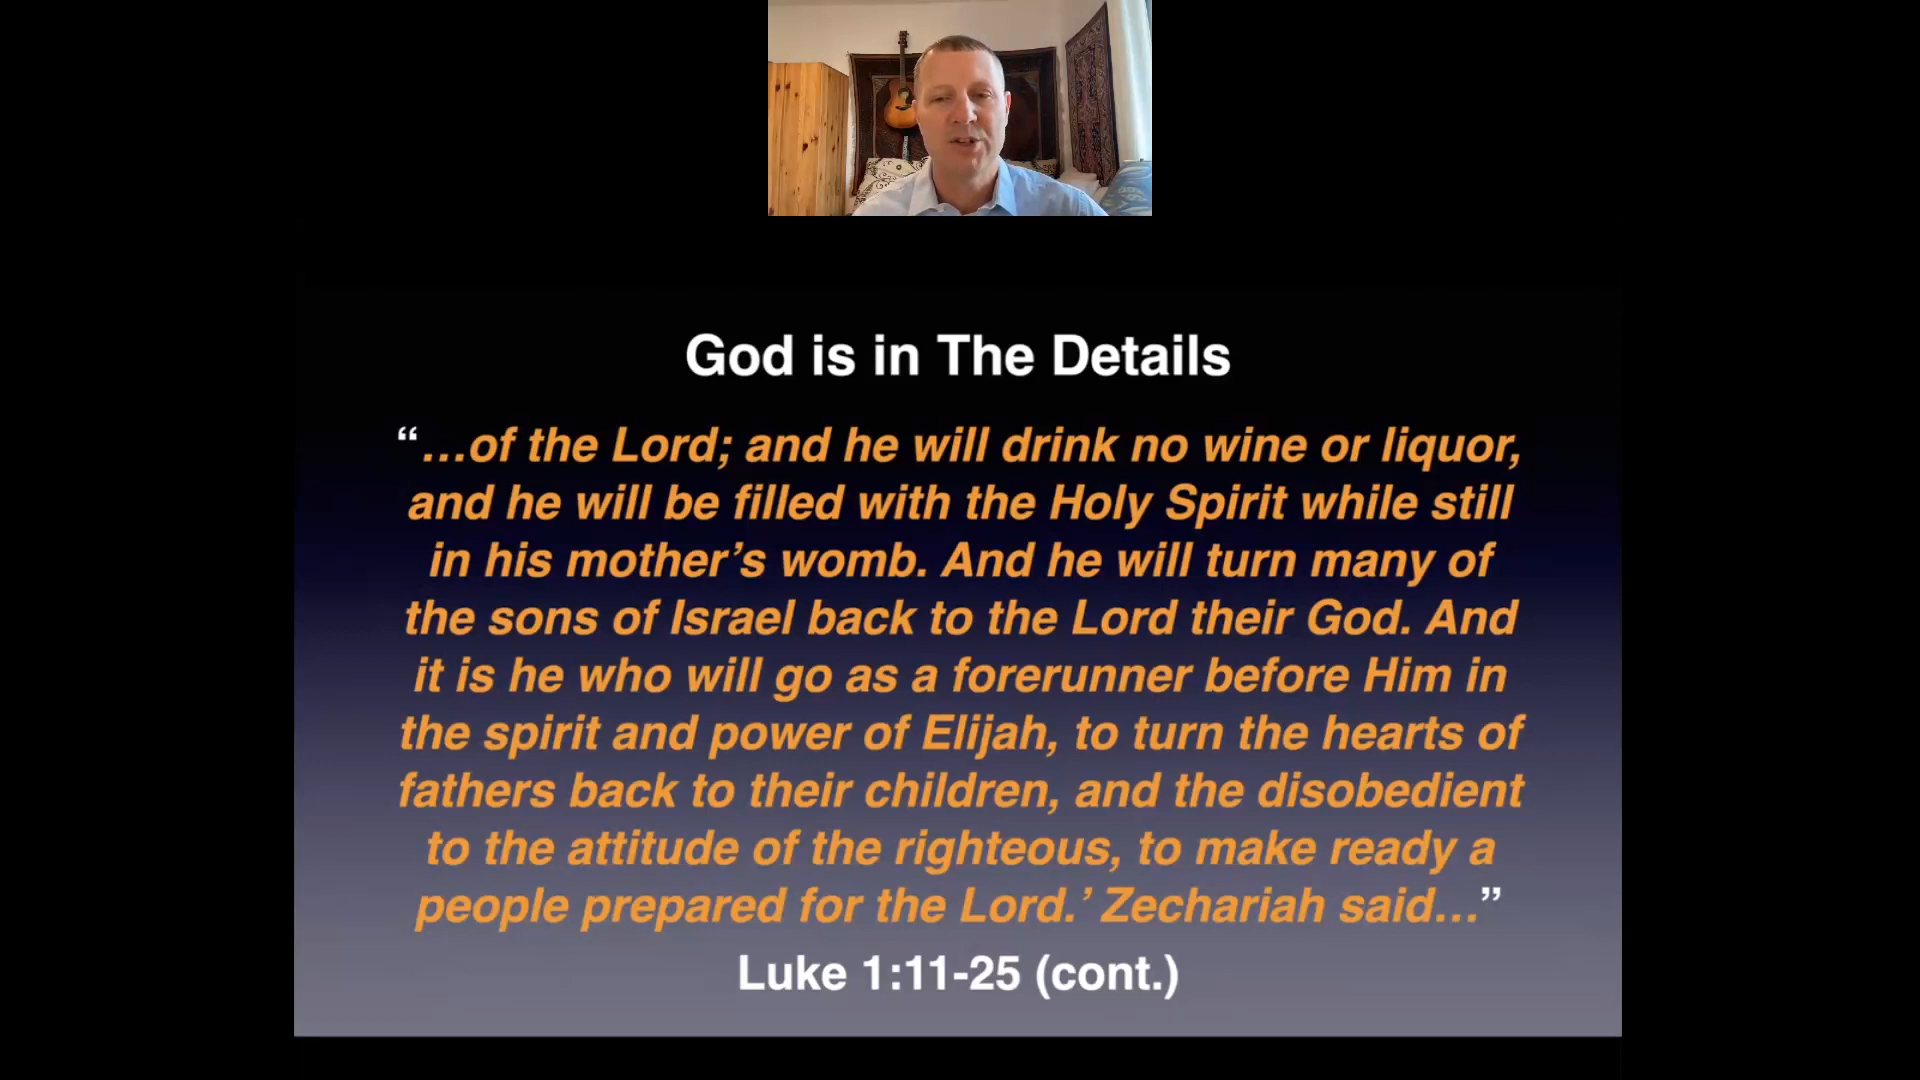 God is in The Details
“…of the Lord; and he will drink no wine or liquor,
and he will be filled with the Holy Spirit while still
in his mother’s womb. And he will turn many of
the sons of Israel back to the Lord their God. And
it is he who will go as a forerunner before Him in
the spirit and power of Elijah, to turn the hearts of
fathers back to their children, and the disobedient
to the attitude of the righteous, to make ready a
people prepared for the Lord.’ Zechariah said…”
Luke 1:11-25 (cont.)